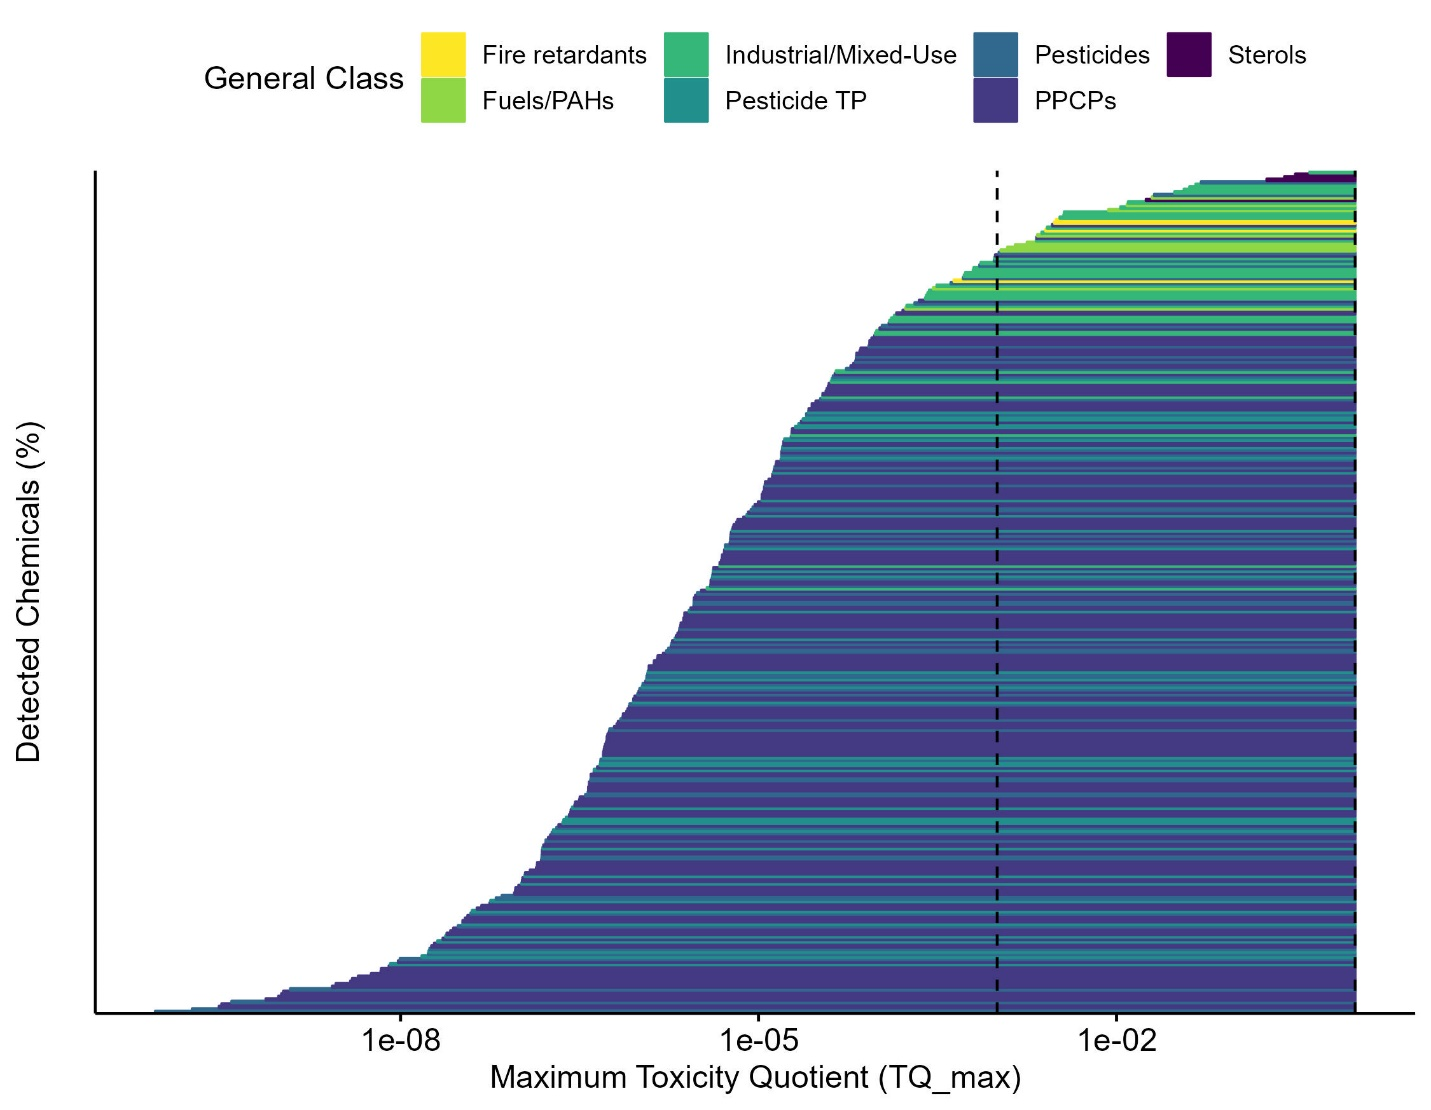 General Class
Fire retardants
Industrial/Mixed-Use
Pesticides
Sterols
Fuels/PAHs
Pesticide TP
PPCPs
Detected Chemicals (%)
1e-08
1e-05
1e-02
Maximum Toxicity Quotient (TQ_max)